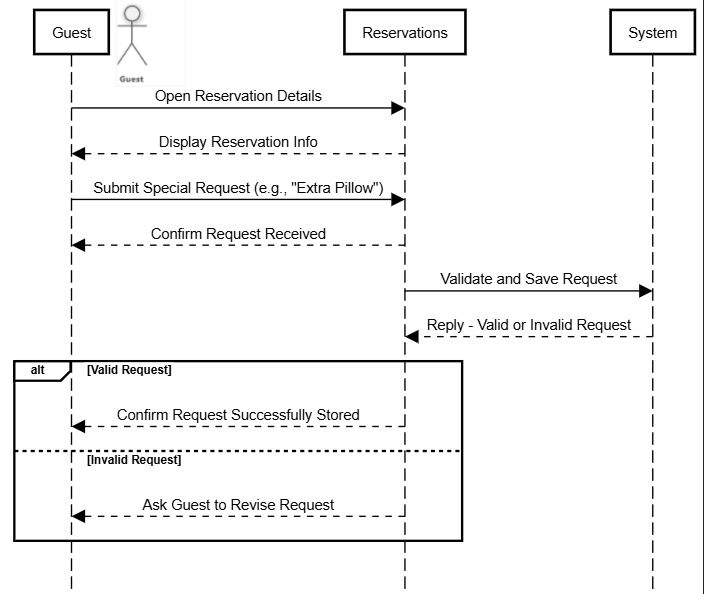 Guest
Reservations
System
Guest
Open Reservation Details
Display Reservation Info
Submit Special Request (e.g., "Extra Pillow")
Confirm Request Received
Validate and Save Request
Reply - Valid or Invalid Request
alt
[Valid Request]
Confirm Request Successfully Stored
[Invalid Request]
Ask Guest to Revise Request